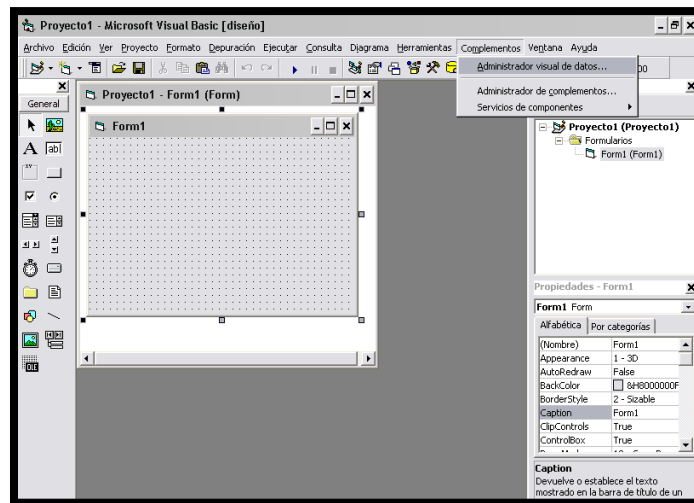 Proyecto1 - Microsoft Visual Basic [diseño]
Archivo Edición Ver Proyecto Formato Depuración Ejecutar Consulta Diagrama Herramientas Complementos Ventana Ayuda
Administrador visual de datos...
Administrador de complementos...
Servicios de componentes
General
A
ab
xv
OLE
Proyecto1 - Form1 (Form)
Form1
Proyecto1 (Proyecto1)
Formularios
Form1 (Form1)
Propiedades - Form1
Form1 Form
Alfabética Por categorías
(Nombre) Form1
Appearance 1 - 3D
AutoRedraw False
BackColor &H8000000F
BorderStyle 2 - Sizable
Caption Form1
ClipControls True
ControlBox True
Caption
Devuelve o establece el texto
mostrado en la barra de título de un